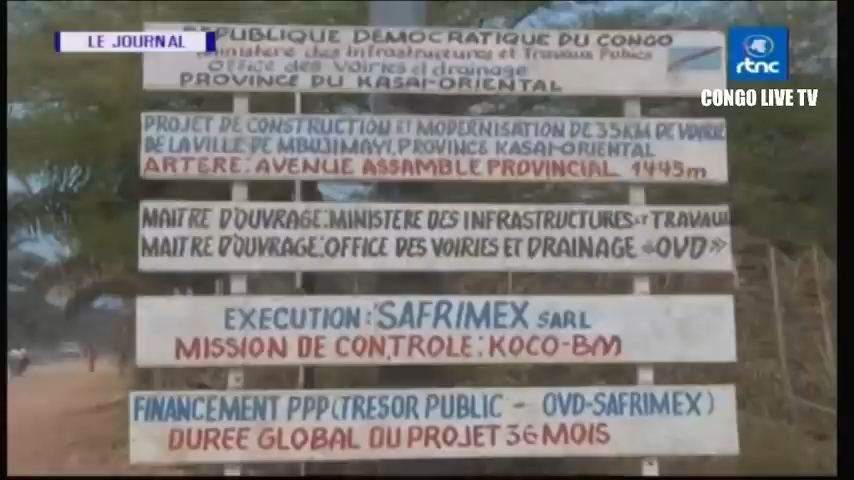 LE JOURNAL
rtnc
CONGO LIVE TV
REPUBLIQUE DEMOCRATIQUE DU CONGO
Ministere des Infrastructures et Travaux Publics
Office des Voiries et drainage
PROVINCE DU KASAI-ORIENTAL
PROJET DE CONSTRUCTION ET MODERNISATION DE 35KM DE VOIRIE
DE LA VILLE DE MBUJIMAYI, PROVINCE KASAI-ORIENTAL
ARTERE: AVENUE ASSAMBLE PROVINCIAL 1445m
MAITRE D'OUVRAGE:MINISTERE DES INFRASTRUCTURES et TRAVAU
MAITRE D'OUVRAGE:OFFICE DES VOIRIES ET DRAINAGE «OVD»
EXECUTION: SAFRIMEX SARL
MISSION DE CONTROLE: KOCO-BM
FINANCEMENT PPP(TRESOR PUBLIC - OVD-SAFRIMEX)
DUREE GLOBAL DU PROJET 36 MOIS